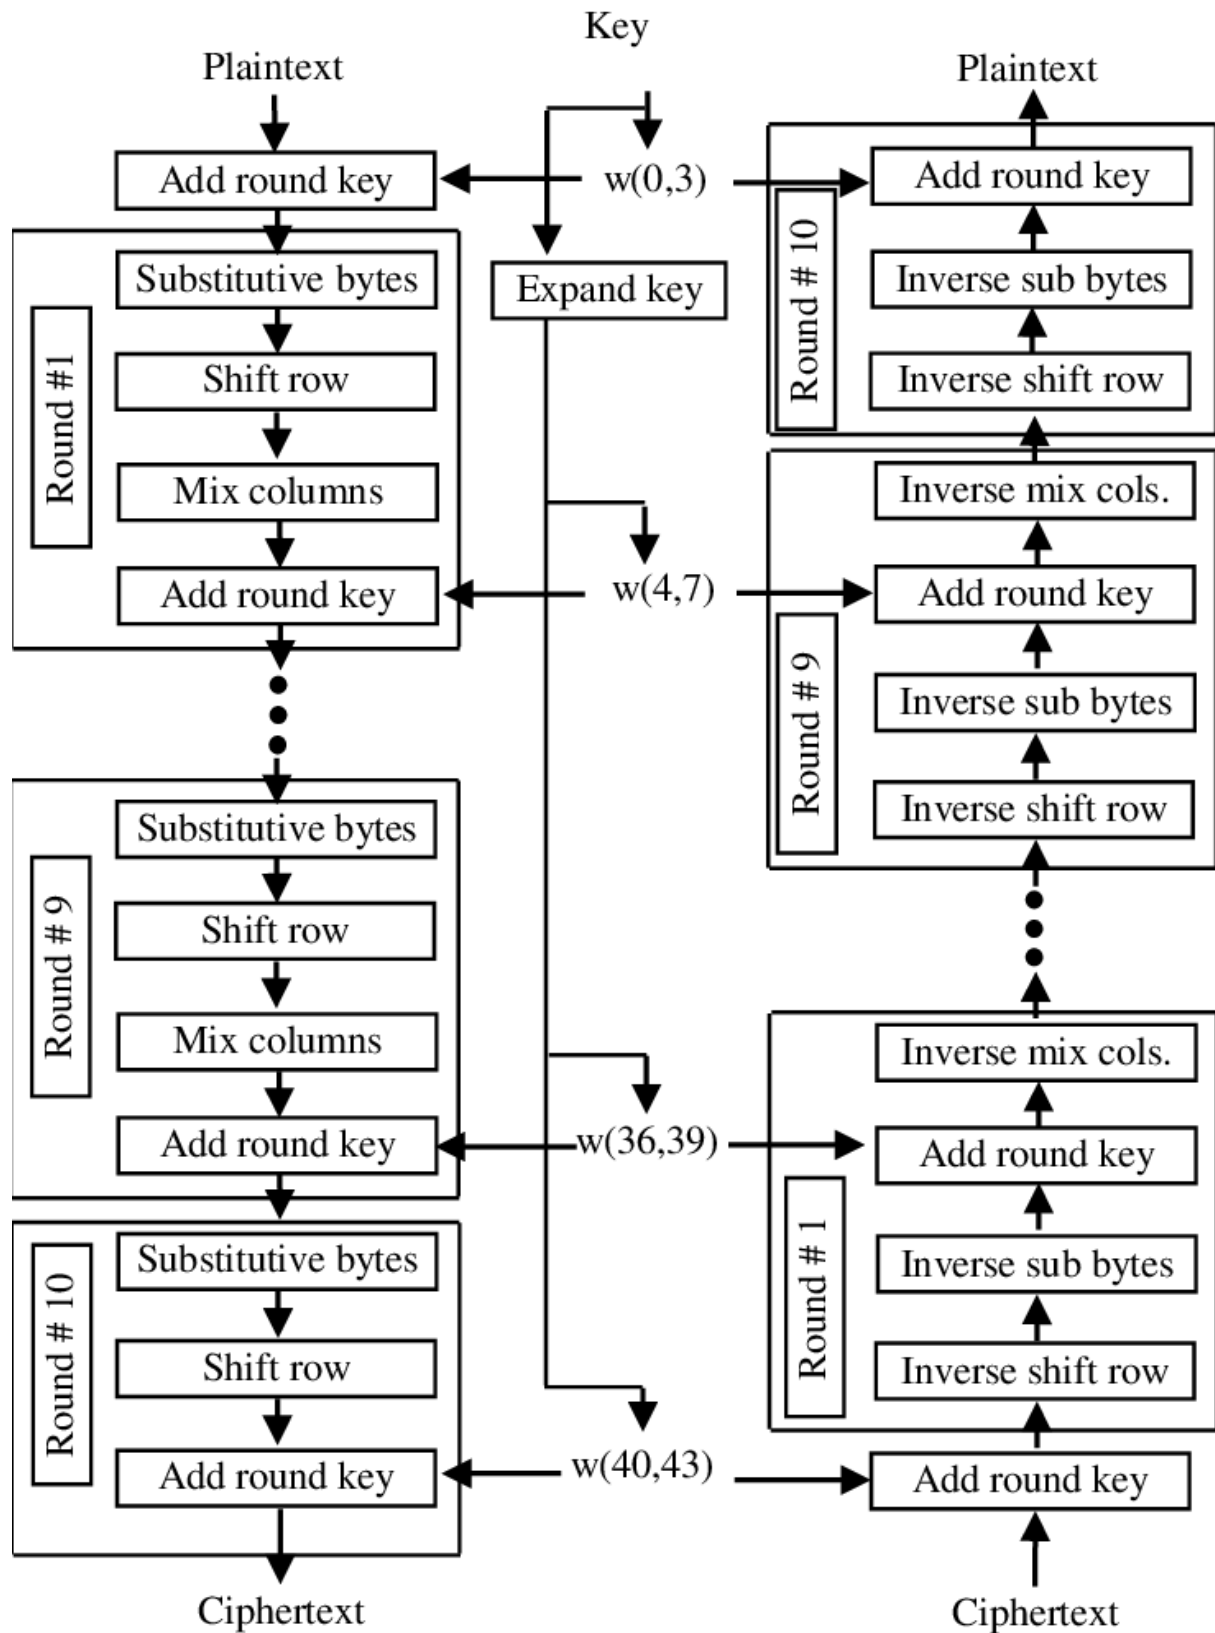 Key
Plaintext
Add round key
Round #1
Substitutive bytes
Shift row
Mix columns
Add round key
Round # 9
Substitutive bytes
Shift row
Mix columns
Add round key
Round # 10
Substitutive bytes
Shift row
Add round key
Ciphertext
w(0,3)
Expand key
w(4,7)
w(36,39)
w(40,43)
Plaintext
Add round key
Round # 10
Inverse sub bytes
Inverse shift row
Inverse mix cols.
Add round key
Round # 9
Inverse sub bytes
Inverse shift row
Inverse mix cols.
Add round key
Round # 1
Inverse sub bytes
Inverse shift row
Add round key
Ciphertext